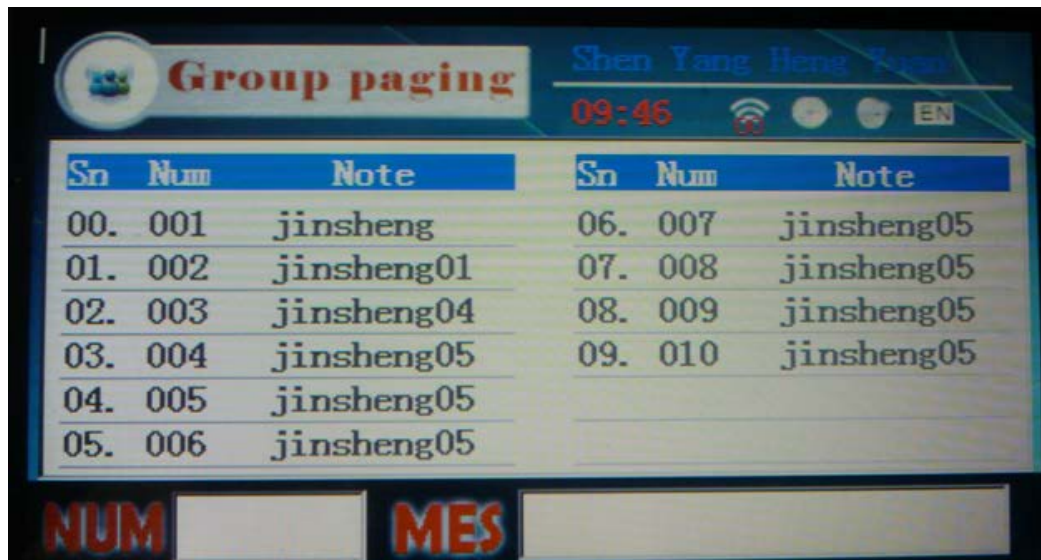 Group paging
Shen Yang Heng Yuan
09:46
EN
Sn Num Note
00. 001 jinsheng
01. 002 jinsheng01
02. 003 jinsheng04
03. 004 jinsheng05
04. 005 jinsheng05
05. 006 jinsheng05
Sn Num Note
06. 007 jinsheng05
07. 008 jinsheng05
08. 009 jinsheng05
09. 010 jinsheng05
NUM
MES